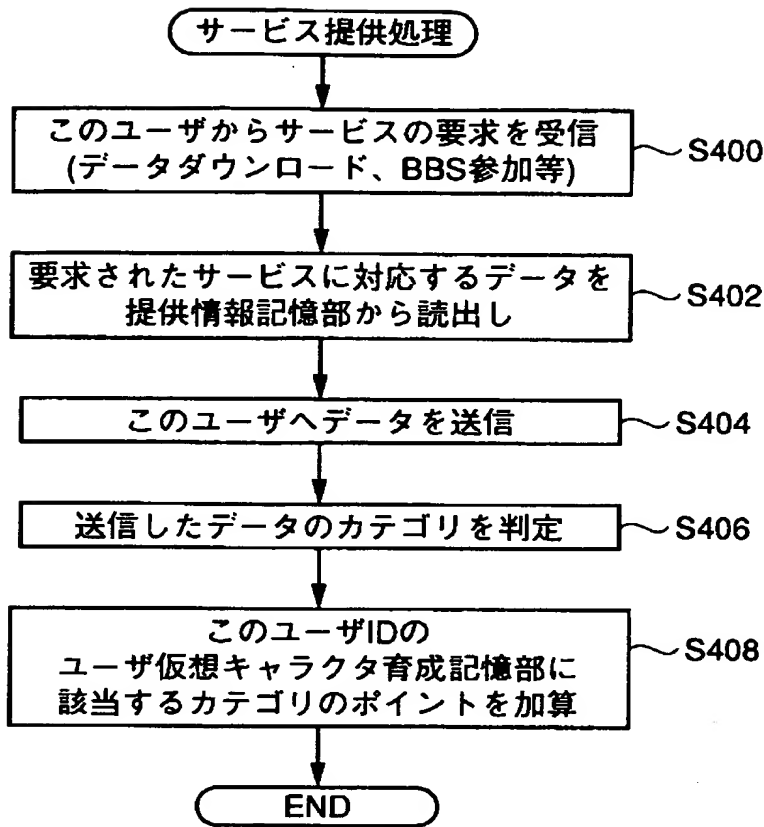 サービス提供処理
このユーザからサービスの要求を受信
(データダウンロード、BBS参加等)
S400
要求されたサービスに対応するデータを
提供情報記憶部から読出し
S402
このユーザへデータを送信
S404
送信したデータのカテゴリを判定
S406
このユーザIDの
ユーザ仮想キャラクタ育成記憶部に
該当するカテゴリのポイントを加算
S408
END